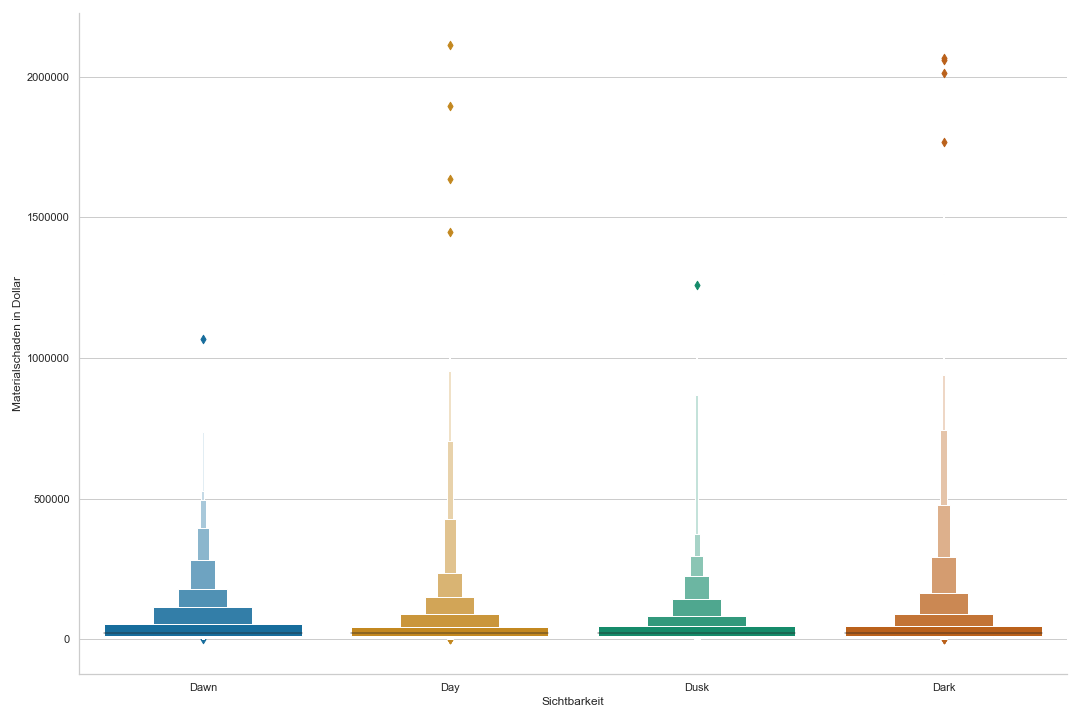 2000000
1500000
1000000
500000
0
Materialschaden in Dollar
Dawn
Day
Dusk
Dark
Sichtbarkeit